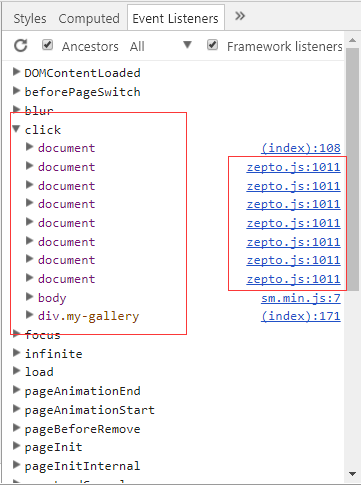 Styles Computed Event Listeners »
Ancestors All Framework listeners
DOMContentLoaded
beforePageSwitch
blur
click
document (index):108
document zepto.js:1011
document zepto.js:1011
document zepto.js:1011
document zepto.js:1011
document zepto.js:1011
document zepto.js:1011
document zepto.js:1011
body sm.min.js:7
div.my-gallery (index):171
focus
infinite
load
pageAnimationEnd
pageAnimationStart
pageBeforeRemove
pageInit
pageInitInternal